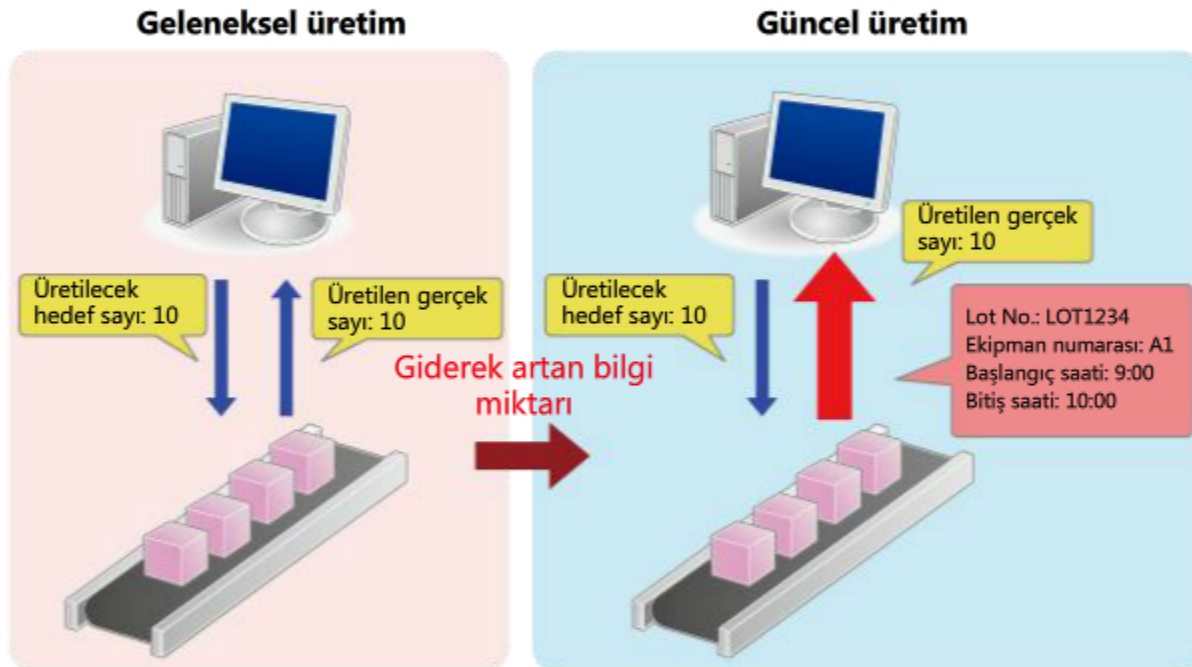 Geleneksel üretim
Güncel üretim
Üretilecek
hedef sayı: 10
Üretilen gerçek
sayı: 10
Giderek artan bilgi
miktarı
Üretilecek
hedef sayı: 10
Üretilen gerçek
sayı: 10
Lot No.: LOT1234
Ekipman numarası: A1
Başlangıç saati: 9:00
Bitiş saati: 10:00